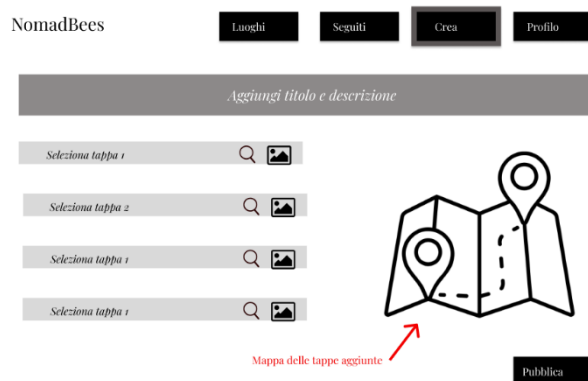 NomadBees
Luoghi
Seguiti
Crea
Profilo
Aggiungi titolo e descrizione
Seleziona tappa 1
Seleziona tappa 2
Seleziona tappa 1
Seleziona tappa 1
Mappa delle tappe aggiunte
Pubblica